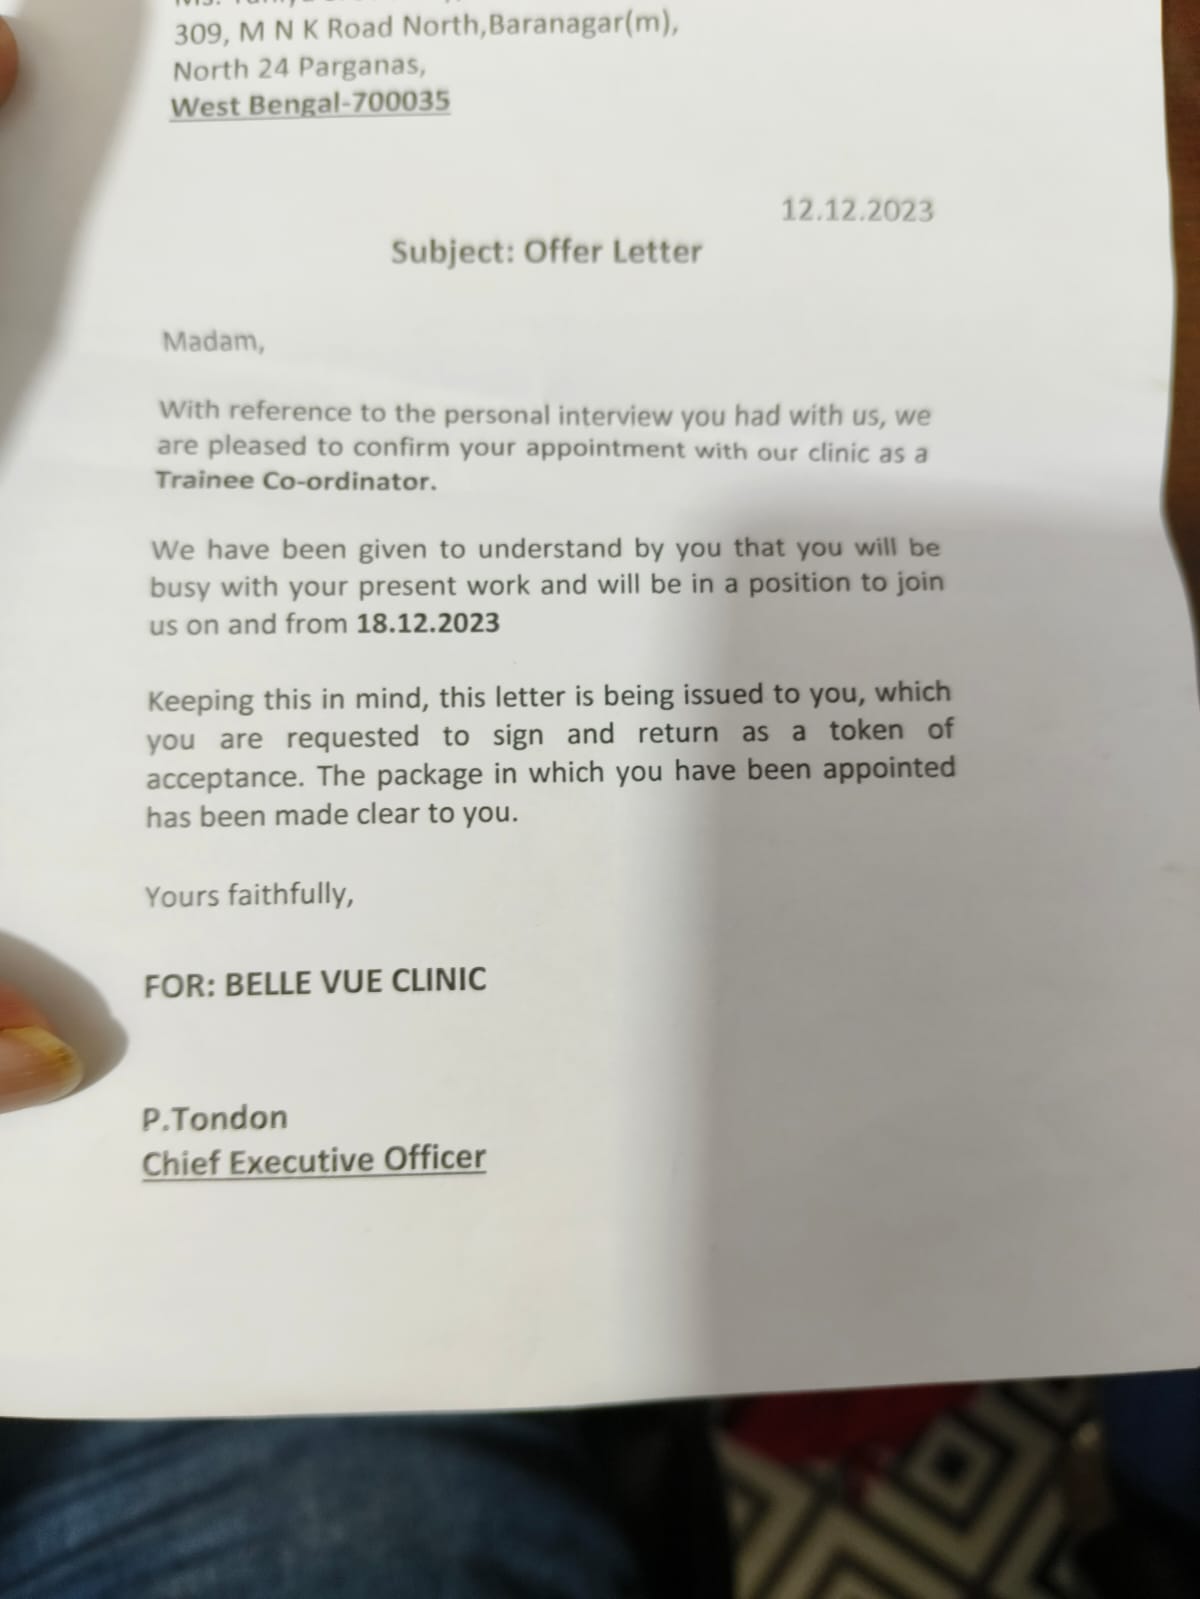 309, M N K Road North,Baranagar(m),
North 24 Parganas,
West Bengal-700035
12.12.2023
Subject: Offer Letter
Madam,
With reference to the personal interview you had with us, we
are pleased to confirm your appointment with our clinic as a
Trainee Co-ordinator.
We have been given to understand by you that you will be
busy with your present work and will be in a position to join
us on and from 18.12.2023
Keeping this in mind, this letter is being issued to you, which
you are requested to sign and return as a token of
acceptance. The package in which you have been appointed
has been made clear to you.
Yours faithfully,
FOR: BELLE VUE CLINIC
P.Tondon
Chief Executive Officer